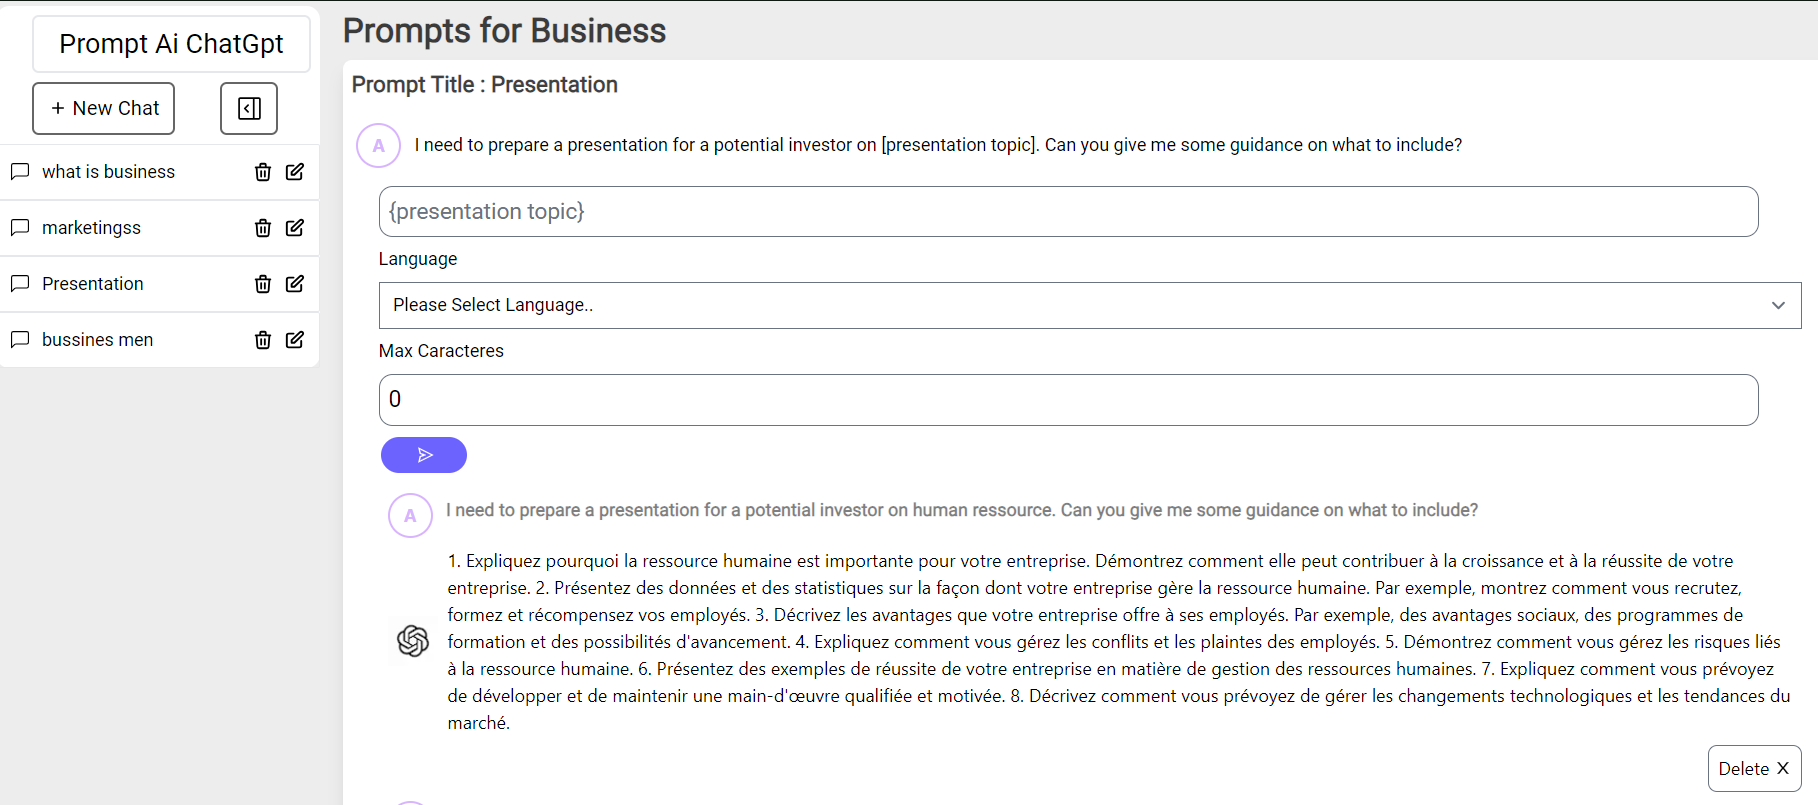 Prompt Ai ChatGpt
+ New Chat
what is business
marketingss
Presentation
bussines men
Prompts for Business
Prompt Title : Presentation
A
I need to prepare a presentation for a potential investor on [presentation topic]. Can you give me some guidance on what to include?
{presentation topic}
Language
Please Select Language..
Max Caracteres
0
A
I need to prepare a presentation for a potential investor on human ressource. Can you give me some guidance on what to include?
1. Expliquez pourquoi la ressource humaine est importante pour votre entreprise. Démontrez comment elle peut contribuer à la croissance et à la réussite de votre
entreprise. 2. Présentez des données et des statistiques sur la façon dont votre entreprise gère la ressource humaine. Par exemple, montrez comment vous recrutez,
formez et récompensez vos employés. 3. Décrivez les avantages que votre entreprise offre à ses employés. Par exemple, des avantages sociaux, des programmes de
formation et des possibilités d'avancement. 4. Expliquez comment vous gérez les conflits et les plaintes des employés. 5. Démontrez comment vous gérez les risques liés
à la ressource humaine. 6. Présentez des exemples de réussite de votre entreprise en matière de gestion des ressources humaines. 7. Expliquez comment vous prévoyez
de développer et de maintenir une main-d'œuvre qualifiée et motivée. 8. Décrivez comment vous prévoyez de gérer les changements technologiques et les tendances du
marché.
Delete X